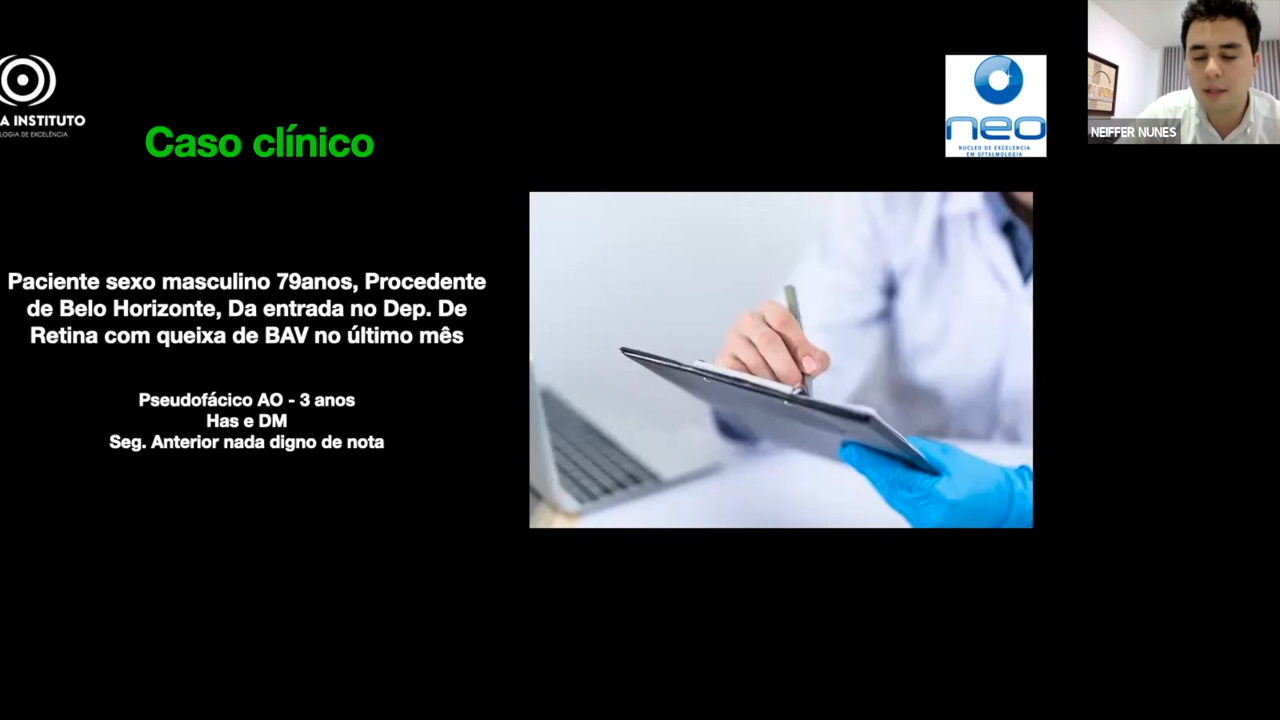 A INSTITUTO
LOGIA DE EXCELÊNCIA
Caso clínico
neo
NÚCLEO DE EXCELÊNCIA
EM OFTALMOLOGIA
NEIFFER NUNES
Paciente sexo masculino 79anos, Procedente
de Belo Horizonte, Da entrada no Dep. De
Retina com queixa de BAV no último mês
Pseudofácico AO - 3 anos
Has e DM
Seg. Anterior nada digno de nota